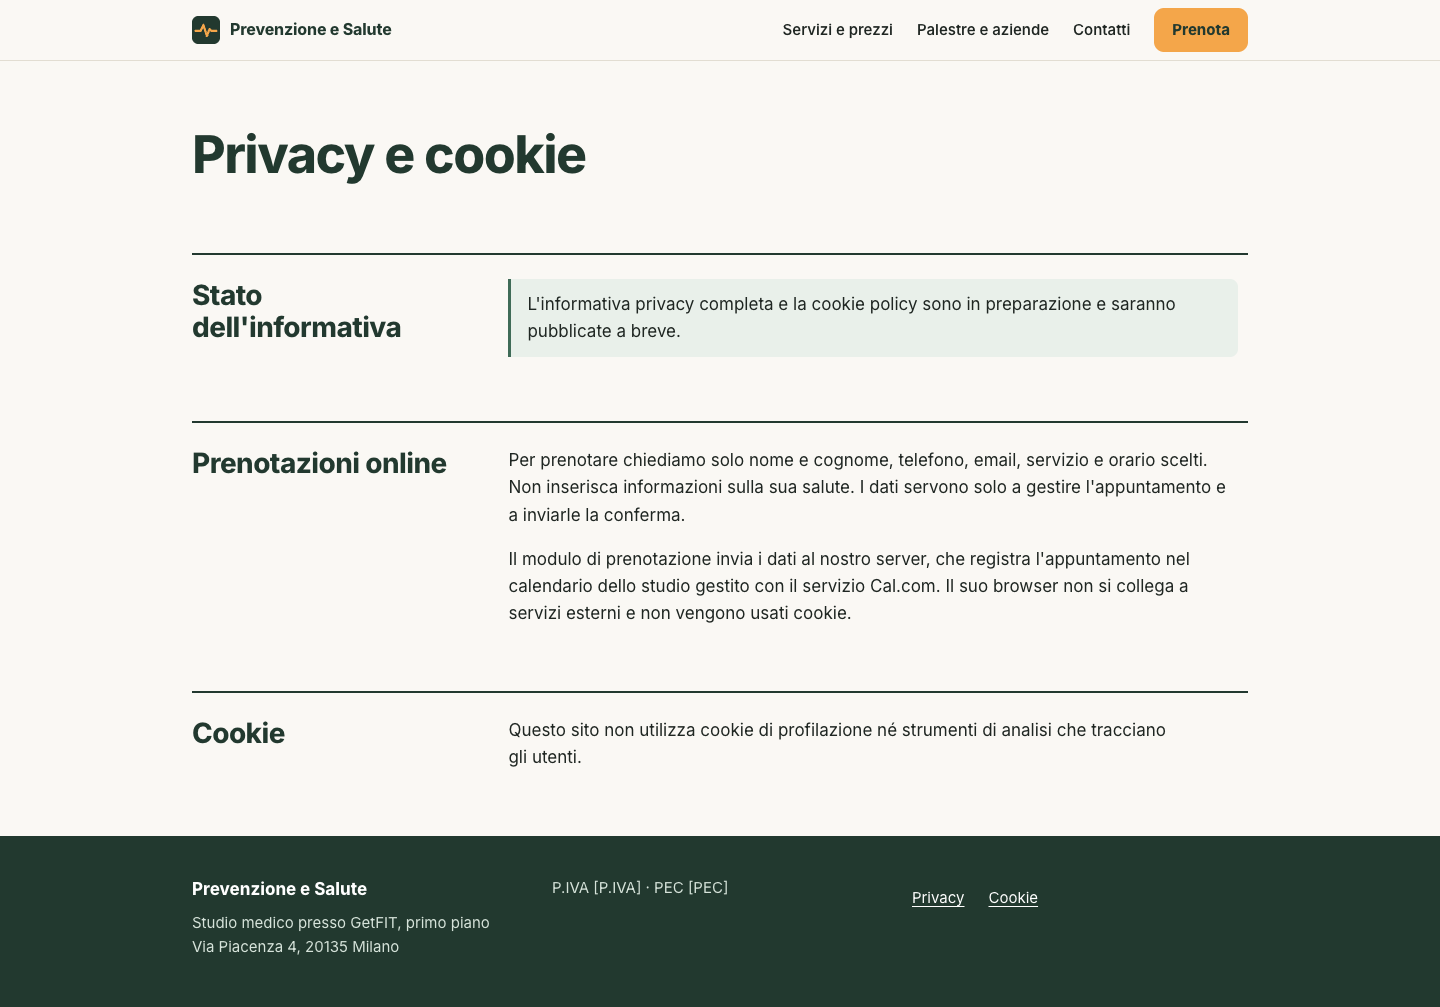 Prevenzione e Salute
Servizi e prezzi
Palestre e aziende
Contatti
Prenota
Privacy e cookie
Stato
dell'informativa
L'informativa privacy completa e la cookie policy sono in preparazione e saranno
pubblicate a breve.
Prenotazioni online
Per prenotare chiediamo solo nome e cognome, telefono, email, servizio e orario scelti.
Non inserisca informazioni sulla sua salute. I dati servono solo a gestire l'appuntamento e
a inviarle la conferma.
Il modulo di prenotazione invia i dati al nostro server, che registra l'appuntamento nel
calendario dello studio gestito con il servizio Cal.com. Il suo browser non si collega a
servizi esterni e non vengono usati cookie.
Cookie
Questo sito non utilizza cookie di profilazione né strumenti di analisi che tracciano
gli utenti.
Prevenzione e Salute
Studio medico presso GetFIT, primo piano
Via Piacenza 4, 20135 Milano
P.IVA [P.IVA] · PEC [PEC]
Privacy
Cookie